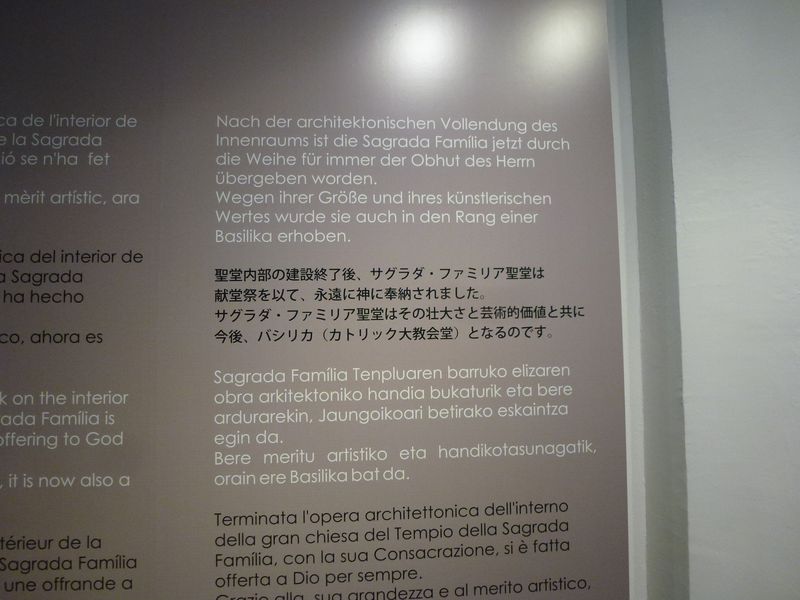 ca de l'interior de
e la Sagrada
ió se n'ha fet
mèrit artístic, ara
ica del interior de
a Sagrada
ha hecho
co, ahora es
k on the interior
rada Família is
offering to God
, it is now also a
térieur de la
Sagrada Família
une offrande a
Nach der architektonischen Vollendung des
Innenraums ist die Sagrada Família jetzt durch
die Weihe für immer der Obhut des Herrn
übergeben worden.
Wegen ihrer Größe und ihres künstlerischen
Wertes wurde sie auch in den Rang einer
Basilika erhoben.
聖堂内部の建設終了後、サグラダ・ファミリア聖堂は
献堂祭を以て、永遠に神に奉納されました。
サグラダ・ファミリア聖堂はその壮大さと芸術的価値と共に
今後、バシリカ（カトリック大教会堂）となるのです。
Sagrada Família Tenpluaren barruko elizaren
obra arkitektoniko handia bukaturik eta bere
ardurarekin, Jaungoikoari betirako eskaintza
egin da.
Bere meritu artistiko eta handikotasunagatik,
orain ere Basilika bat da.
Terminata l'opera architettonica dell'interno
della gran chiesa del Tempio della Sagrada
Família, con la sua Consacrazione, si è fatta
offerta a Dio per sempre.
Grazie alla sua grandezza e al merito artistico,